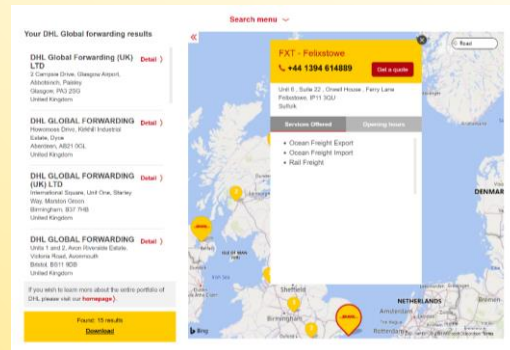 Search menu
Your DHL Global forwarding results
DHL Global Forwarding (UK) LTD
Detail
2 Campsie Drive, Glasgow Airport,
Abbotsinch, Paisley
Glasgow, PA3 2SG
United Kingdom
DHL GLOBAL FORWARDING
Detail
Howemoss Drive, Kirkhill Industrial
Estate, Dyce
Aberdeen, AB21 0GL
United Kingdom
DHL GLOBAL FORWARDING (UK) LTD
Detail
International Square, Unit One, Starley
Way, Marston Green
Birmingham, B37 7HB
United Kingdom
DHL GLOBAL FORWARDING
Detail
Units 1 and 2, Avon Riverside Estate,
Victoria Road, Avonmouth
Bristol, BS11 9DB
United Kingdom
If you wish to learn more about the entire portfolio of
DHL please visit our homepage
Found: 15 results
Download
FXT - Felixstowe
+44 1394 614889
Get a quote
Unit 6, Suite 22, Orwell House, Ferry Lane
Felixstowe, IP11 3QU
Suffolk
Services Offered
Opening hours
• Ocean Freight Export
• Ocean Freight Import
• Rail Freight
Road
DENMAR
ISLE OF MAN
Sheffield
Birmingham
NETHERLANDS
Amsterdam
Rotterdam
Bremen
Bing